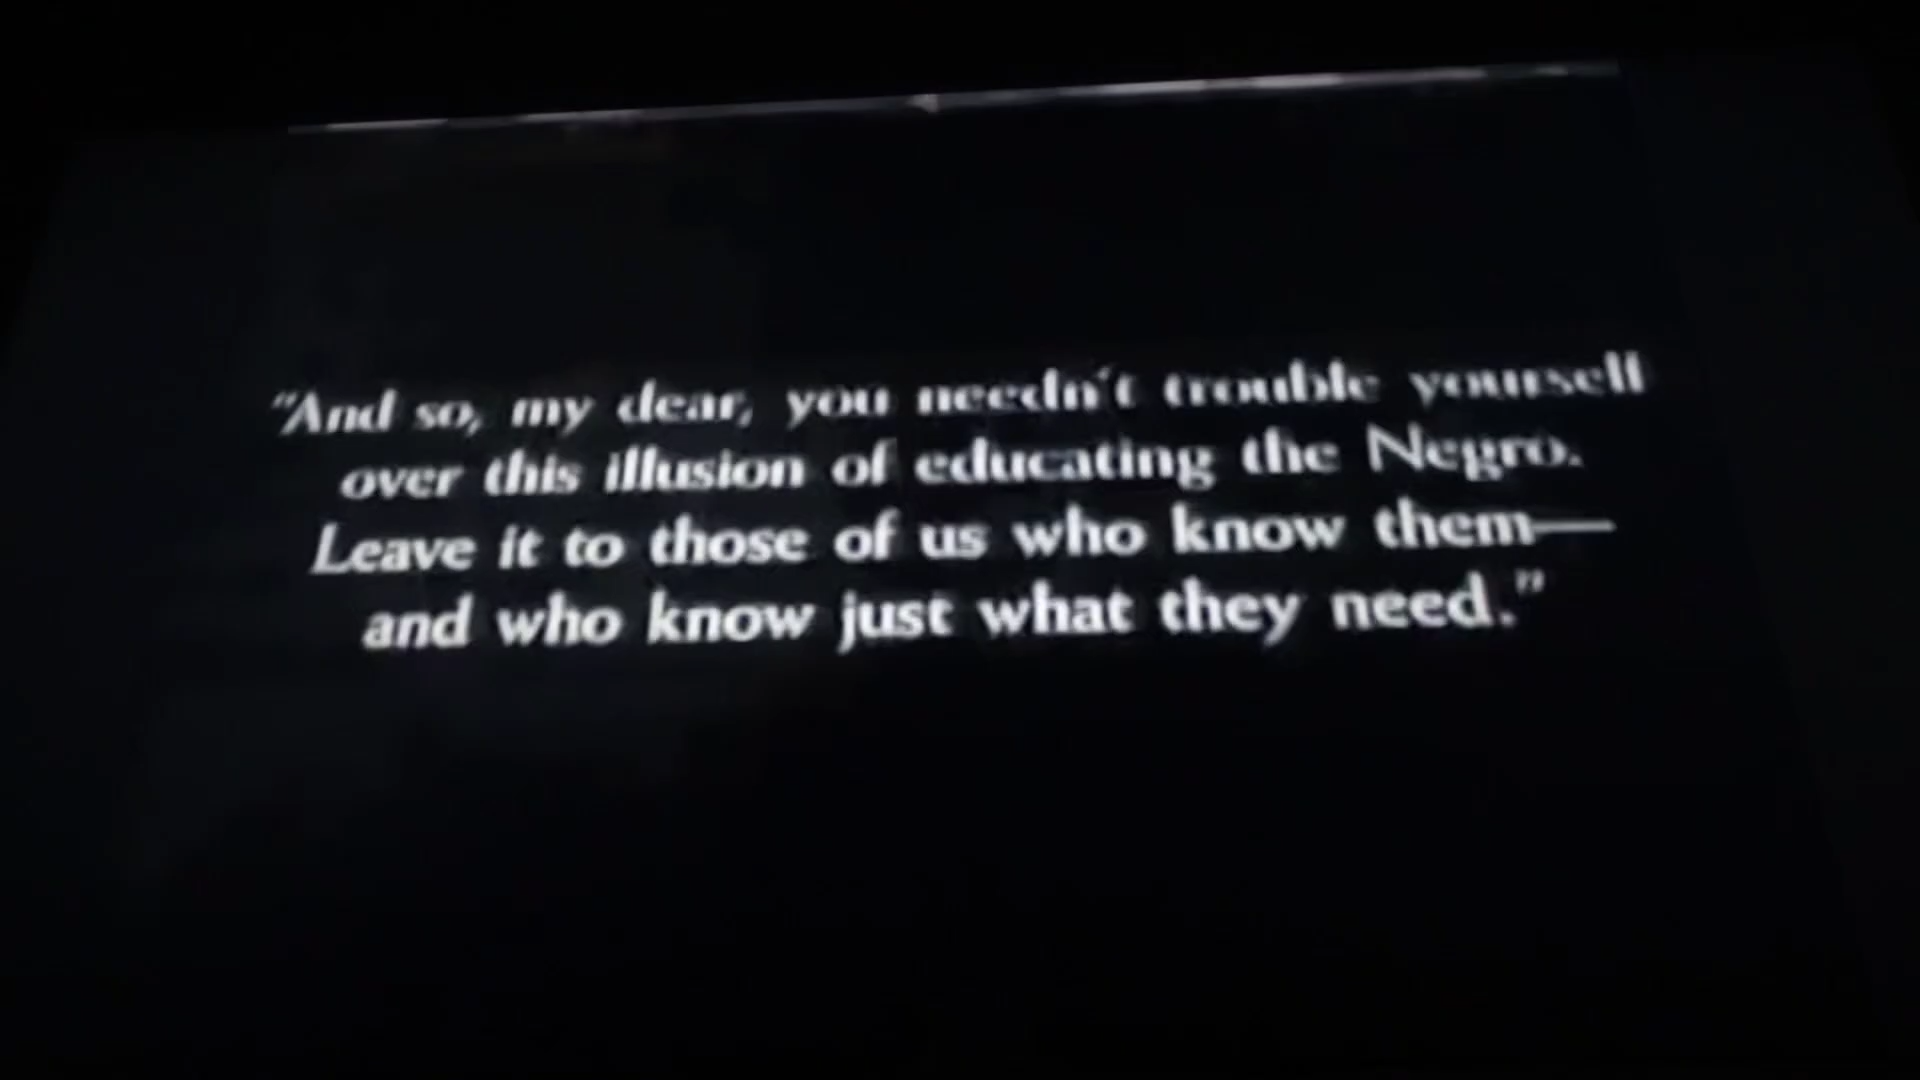 "And so, my dear, you needn't trouble yourself
over this illusion of educating the Negro.
Leave it to those of us who know them—
and who know just what they need."